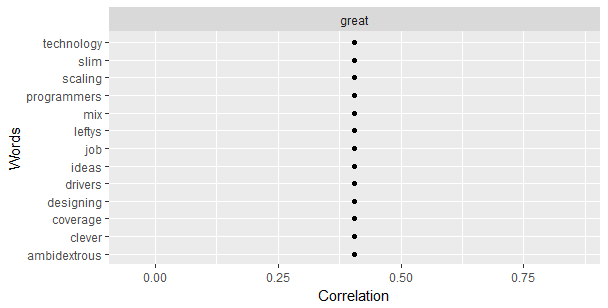 great
technology
slim
scaling
programmers
mix
leftys
job
ideas
drivers
designing
coverage
clever
ambidextrous
Words
0.00 0.25 0.50 0.75
Correlation